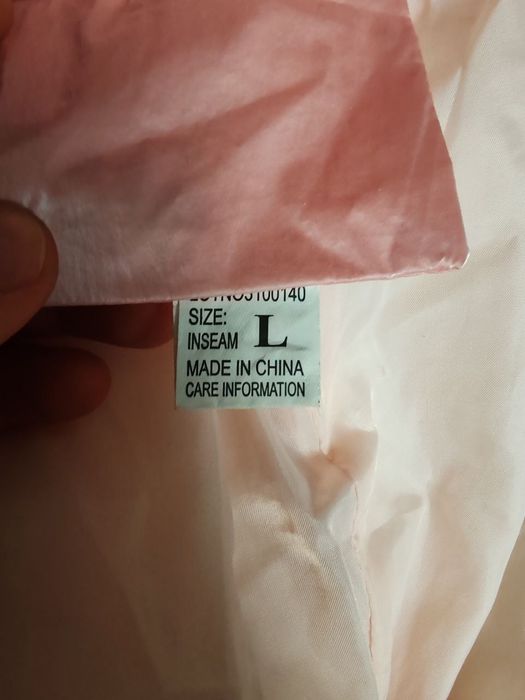 SIZE:
INSEAM L
MADE IN CHINA
CARE INFORMATION